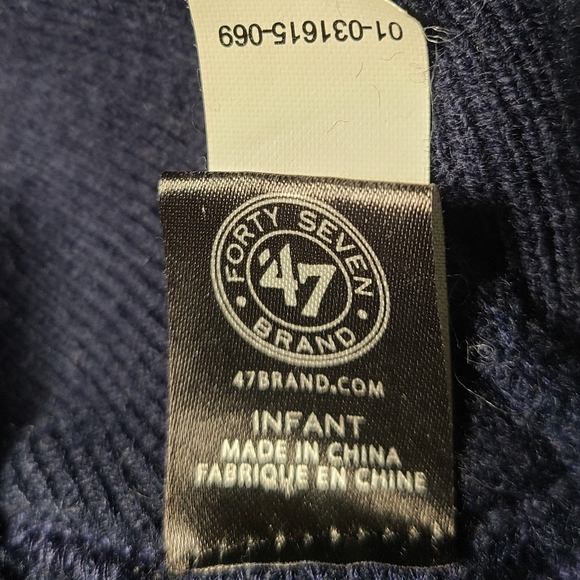 01-031615-069
FORTY SEVEN
'47
BRAND
47BRAND.COM
INFANT
MADE IN CHINA
FABRIQUE EN CHINE